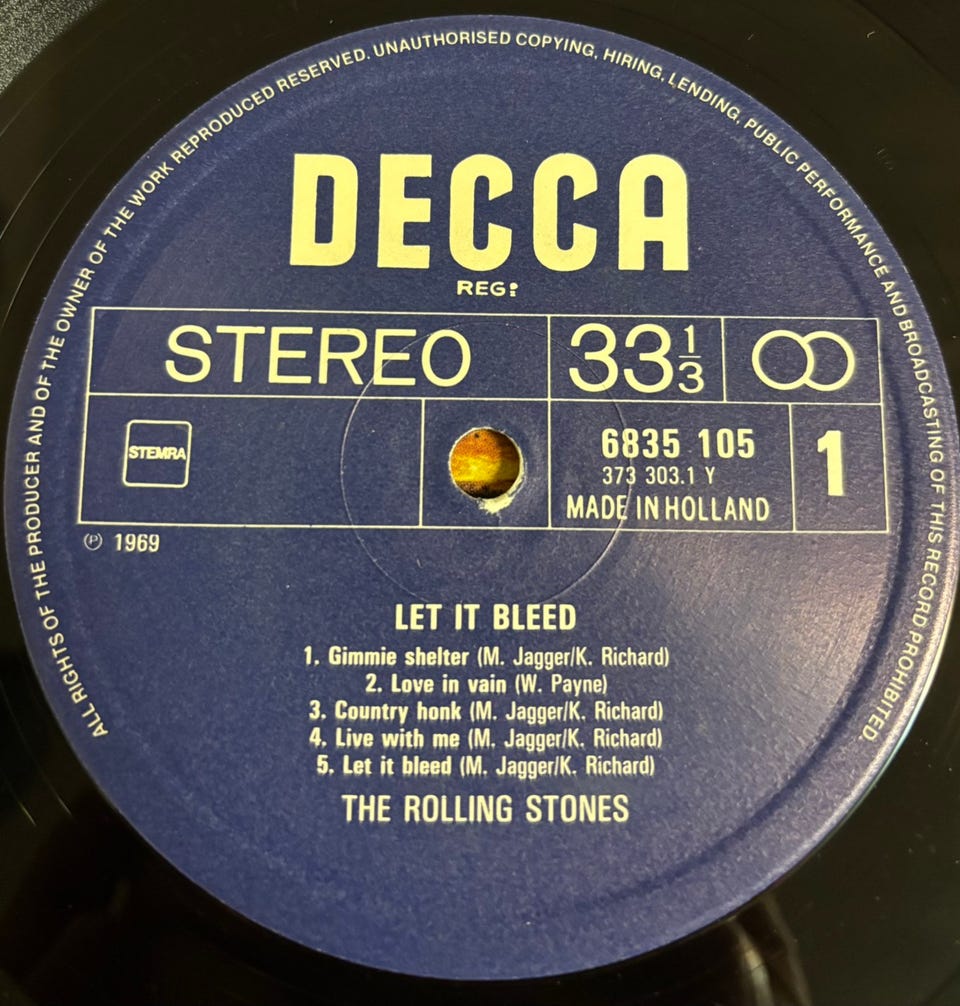 ALL RIGHTS OF THE PRODUCER AND OF THE OWNER OF THE WORK REPRODUCED RESERVED. UNAUTHORISED COPYING, HIRING, LENDING, PUBLIC PERFORMANCE AND BROADCASTING OF THIS RECORD PROHIBITED.
DECCA
REG:
STEREO 33 1/3
STEMRA 6835 105 1
373 303.1 Y
MADE IN HOLLAND
℗ 1969
LET IT BLEED
1. Gimmie shelter (M. Jagger/K. Richard)
2. Love in vain (W. Payne)
3. Country honk (M. Jagger/K. Richard)
4. Live with me (M. Jagger/K. Richard)
5. Let it bleed (M. Jagger/K. Richard)
THE ROLLING STONES